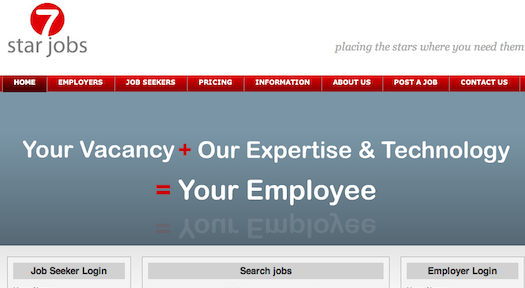 7
star jobs
placing the stars where you need them
HOME EMPLOYERS JOB SEEKERS PRICING INFORMATION ABOUT US POST A JOB CONTACT US
Your Vacancy + Our Expertise & Technology
= Your Employee
Job Seeker Login Search jobs Employer Login